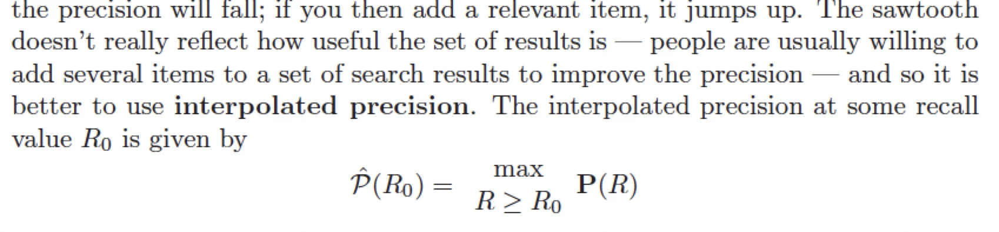 the precision will fall; if you then add a relevant item, it jumps up. The sawtooth
doesn't really reflect how useful the set of results is — people are usually willing to
add several items to a set of search results to improve the precision — and so it is
better to use interpolated precision. The interpolated precision at some recall
value R₀ is given by
P̂(R₀) = max R ≥ R₀ P(R)